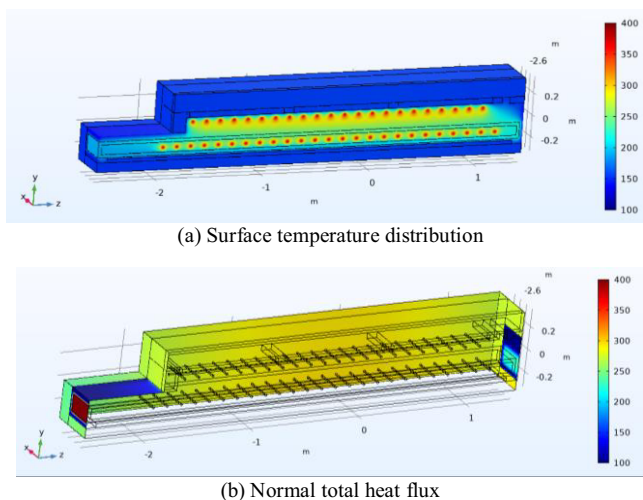 400
350
300
250
200
150
100
m
-2.6
0.2
0
-0.2
m
-2
-1
0
1
m
y
x
z
(a) Surface temperature distribution
400
350
300
250
200
150
100
m
-2.6
0.2
0
-0.2
m
-2
-1
0
1
m
y
x
z
(b) Normal total heat flux